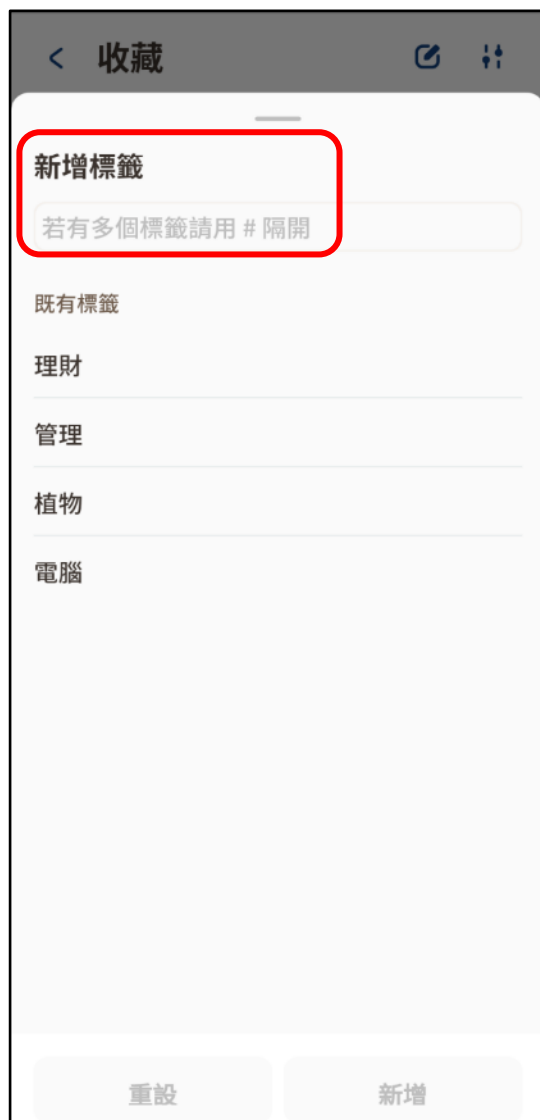 收藏
新增標籤
若有多個標籤請用 # 隔開
既有標籤
理財
管理
植物
電腦
重設 新增